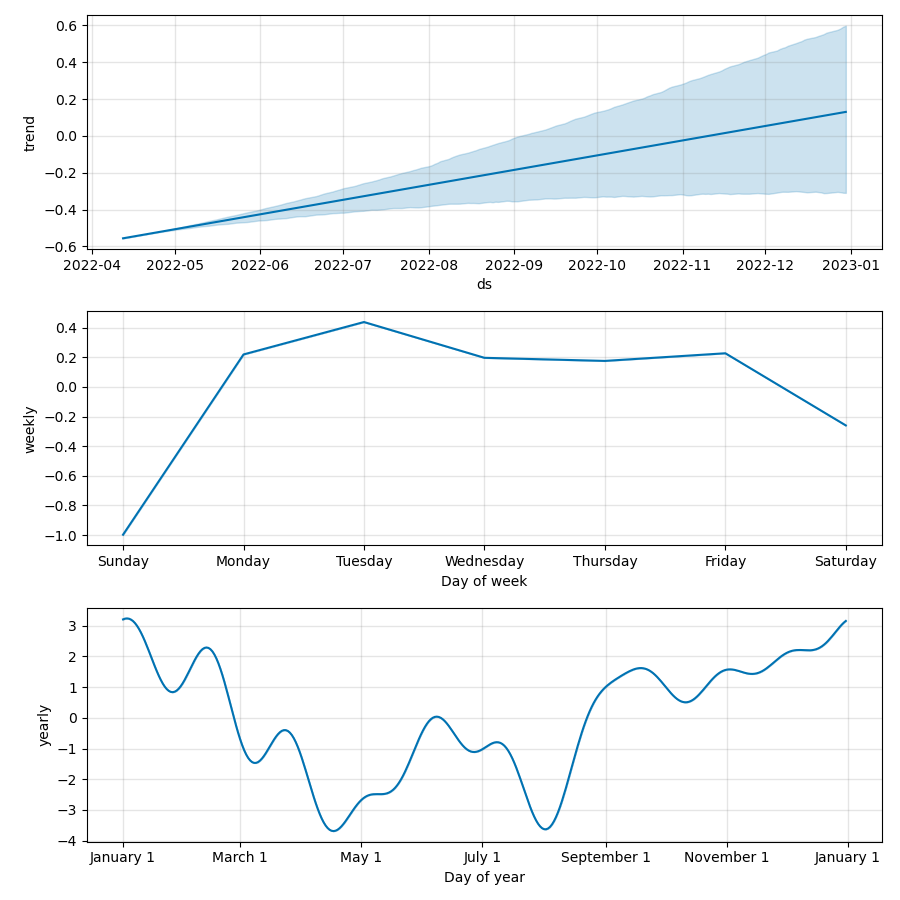 trend
0.6
0.4
0.2
0.0
−0.2
−0.4
−0.6
2022-04 2022-05 2022-06 2022-07 2022-08 2022-09 2022-10 2022-11 2022-12 2023-01
ds
weekly
0.4
0.2
0.0
−0.2
−0.4
−0.6
−0.8
−1.0
Sunday Monday Tuesday Wednesday Thursday Friday Saturday
Day of week
yearly
3
2
1
0
−1
−2
−3
−4
January 1 March 1 May 1 July 1 September 1 November 1 January 1
Day of year